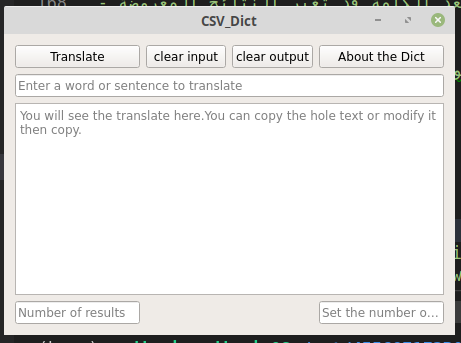 CSV_Dict
Translate clear input clear output About the Dict
Enter a word or sentence to translate
You will see the translate here.You can copy the hole text or modify it
then copy.
Number of results Set the number o...